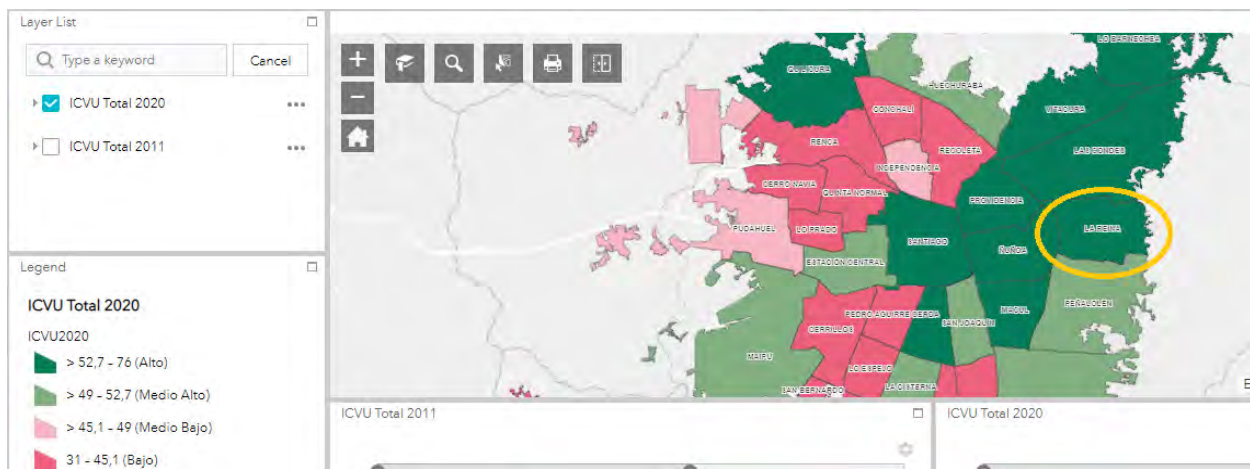 Layer List
Type a keyword
Cancel
ICVU Total 2020
ICVU Total 2011
Legend
ICVU Total 2020
ICVU2020
> 52,7 - 76 (Alto)
> 49 - 52,7 (Medio Alto)
> 45,1 - 49 (Medio Bajo)
31 - 45,1 (Bajo)
LO BARNECHEA
QUILICURA
HUECHURABA
CONCHALI
VITACURA
RENCA
RECOLETA
LAS CONDES
INDEPENDENCIA
CERRO NAVIA
QUINTA NORMAL
PROVIDENCIA
PUDAHUEL
LO PRADO
LA REINA
SANTIAGO
ÑUÑOA
ESTACIÓN CENTRAL
PEÑALOLÉN
PEDRO AGUIRRE CERDA
MACUL
SAN JOAQUIN
CERRILLOS
MAIPU
LO ESPEJO
SAN BERNARDO
LA CISTERNA
E
ICVU Total 2011
ICVU Total 2020